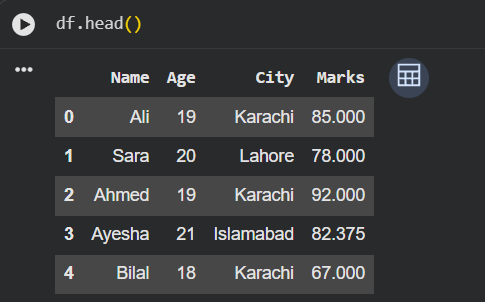 df.head()
Name Age City Marks
0 Ali 19 Karachi 85.000
1 Sara 20 Lahore 78.000
2 Ahmed 19 Karachi 92.000
3 Ayesha 21 Islamabad 82.375
4 Bilal 18 Karachi 67.000